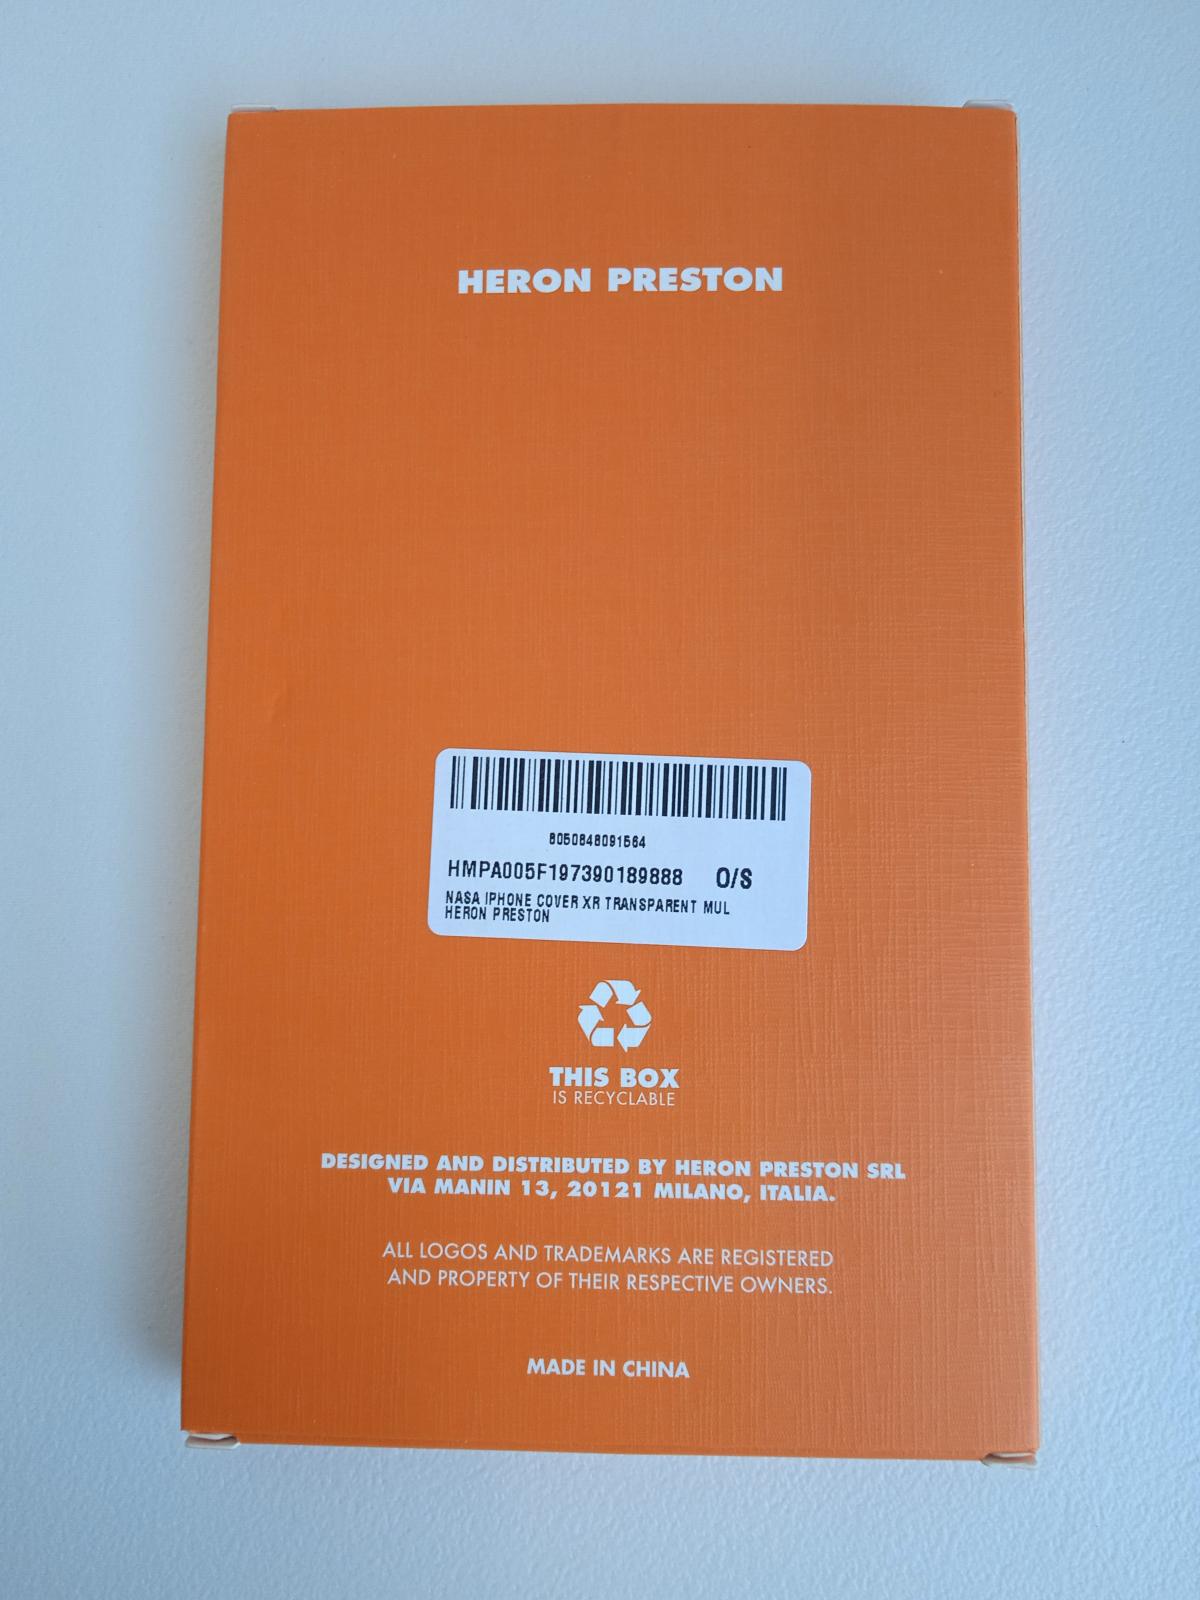 HERON PRESTON
8050848091564
HMPA005F197390189888 O/S
NASA IPHONE COVER XR TRANSPARENT MUL
HERON PRESTON
THIS BOX
IS RECYCLABLE
DESIGNED AND DISTRIBUTED BY HERON PRESTON SRL
VIA MANIN 13, 20121 MILANO, ITALIA.
ALL LOGOS AND TRADEMARKS ARE REGISTERED
AND PROPERTY OF THEIR RESPECTIVE OWNERS.
MADE IN CHINA